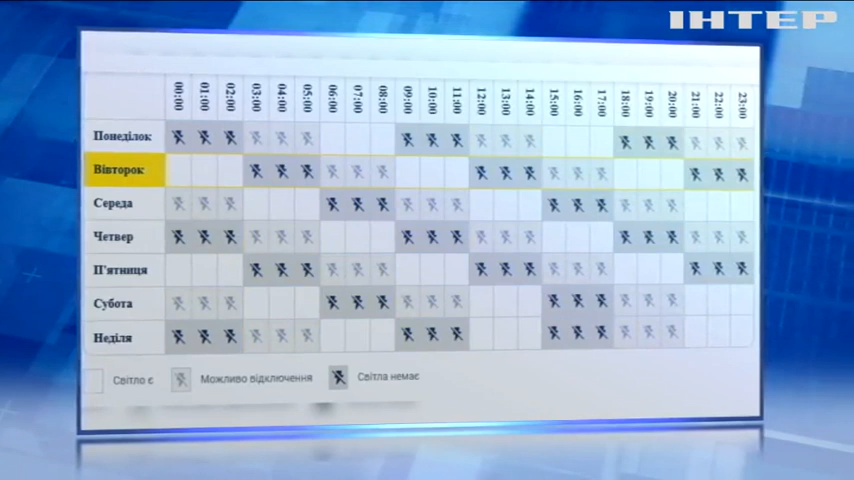 ІНТЕР
00:00 01:00 02:00 03:00 04:00 05:00 06:00 07:00 08:00 09:00 10:00 11:00 12:00 13:00 14:00 15:00 16:00 17:00 18:00 19:00 20:00 21:00 22:00 23:00
Понеділок
Вівторок
Середа
Четвер
П'ятниця
Субота
Неділя
Світло є Можливо відключення Світла немає